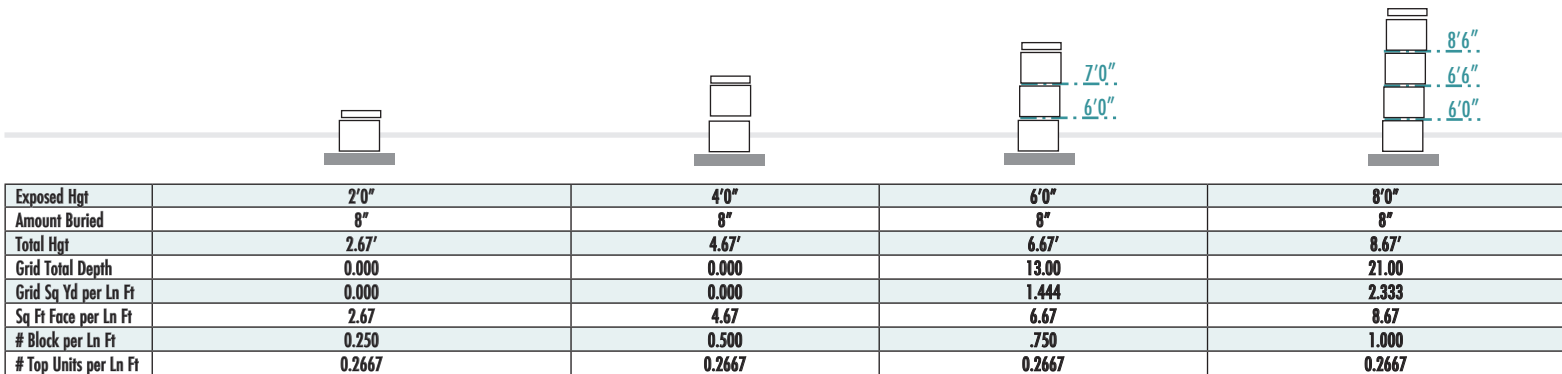 8'6"
7'0"
6'6"
6'0"
6'0"
Exposed Hgt 2'0" 4'0" 6'0" 8'0"
Amount Buried 8" 8" 8" 8"
Total Hgt 2.67' 4.67' 6.67' 8.67'
Grid Total Depth 0.000 0.000 13.00 21.00
Grid Sq Yd per Ln Ft 0.000 0.000 1.444 2.333
Sq Ft Face per Ln Ft 2.67 4.67 6.67 8.67
# Block per Ln Ft 0.250 0.500 .750 1.000
# Top Units per Ln Ft 0.2667 0.2667 0.2667 0.2667